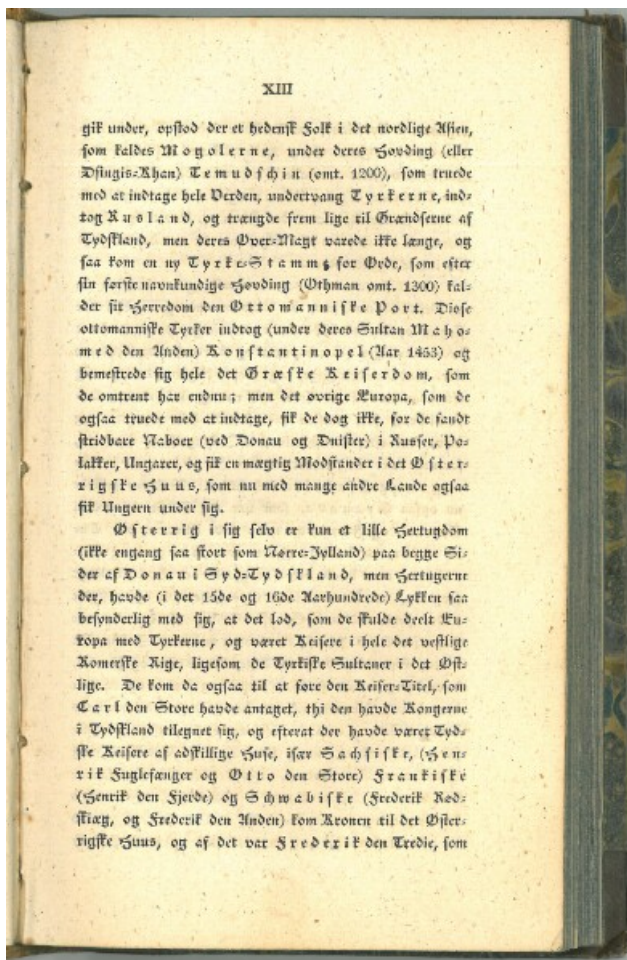 XIII
gik under, opstod der et hedensk Folk i det nordlige Asien,
som kaldes Mogolerne, under deres Høvding (eller
Dsingis-Khan) Temudschin (omt. 1200), som truede
med at indtage hele Verden, undertvang Tyrkerne, ind-
tog Rusland, og trængde frem lige til Grændserne af
Tydskland, men deres Over-Magt varede ikke længe, og
saa kom en ny Tyrke-Stamme for Orde, som efter
sin første navnkundige Høvding (Othman omt. 1300) kal-
der sit Herredom den Ottomanniske Port. Disse
ottomanniske Tyrker indtog (under deres Sultan Maho-
med den Anden) Konstantinopel (Aar 1453) og
bemestrede sig hele det Græske Keiserdom, som
de omtrent har endnu; men det øvrige Europa, som de
ogsaa truede med at indtage, fik de dog ikke, for de fandt
stridbare Naboer (ved Donau og Dnister) i Russer, Po-
lakker, Ungarer, og fik en mægtig Modstander i det Øster-
rigske Huus, som nu med mange andre Lande ogsaa
fik Ungern under sig.
Østerrig i sig selv er kun et lille Hertugdom
(ikke engang saa stort som Nørre-Jylland) paa begge Si-
der af Donau i Syd-Tydskland, men Hertugerne
der, havde (i det 15de og 16de Aarhundrede) Lykken saa
besynderlig med sig, at det lod, som de skulde deelt Eu-
ropa med Tyrkerne, og været Keisere i hele det vestlige
Romerske Rige, ligesom de Tyrkiske Sultaner i det Øst-
lige. De kom da ogsaa til at føre den Keiser-Titel, som
Carl den Store havde antaget, thi den havde Kongerne
i Tydskland tilegnet sig, og efterat der havde været Tyd-
ske Keisere af adskillige Huse, især Sachsiske, (Hen-
rik Fuglefænger og Otto den Store) Frankiske
(Henrik den Fjerde) og Schwabiske (Frederik Rød-
skiæg, og Frederik den Anden) kom Kronen til det Øster-
rigske Huus, og af det var Frederik den Tredie, som